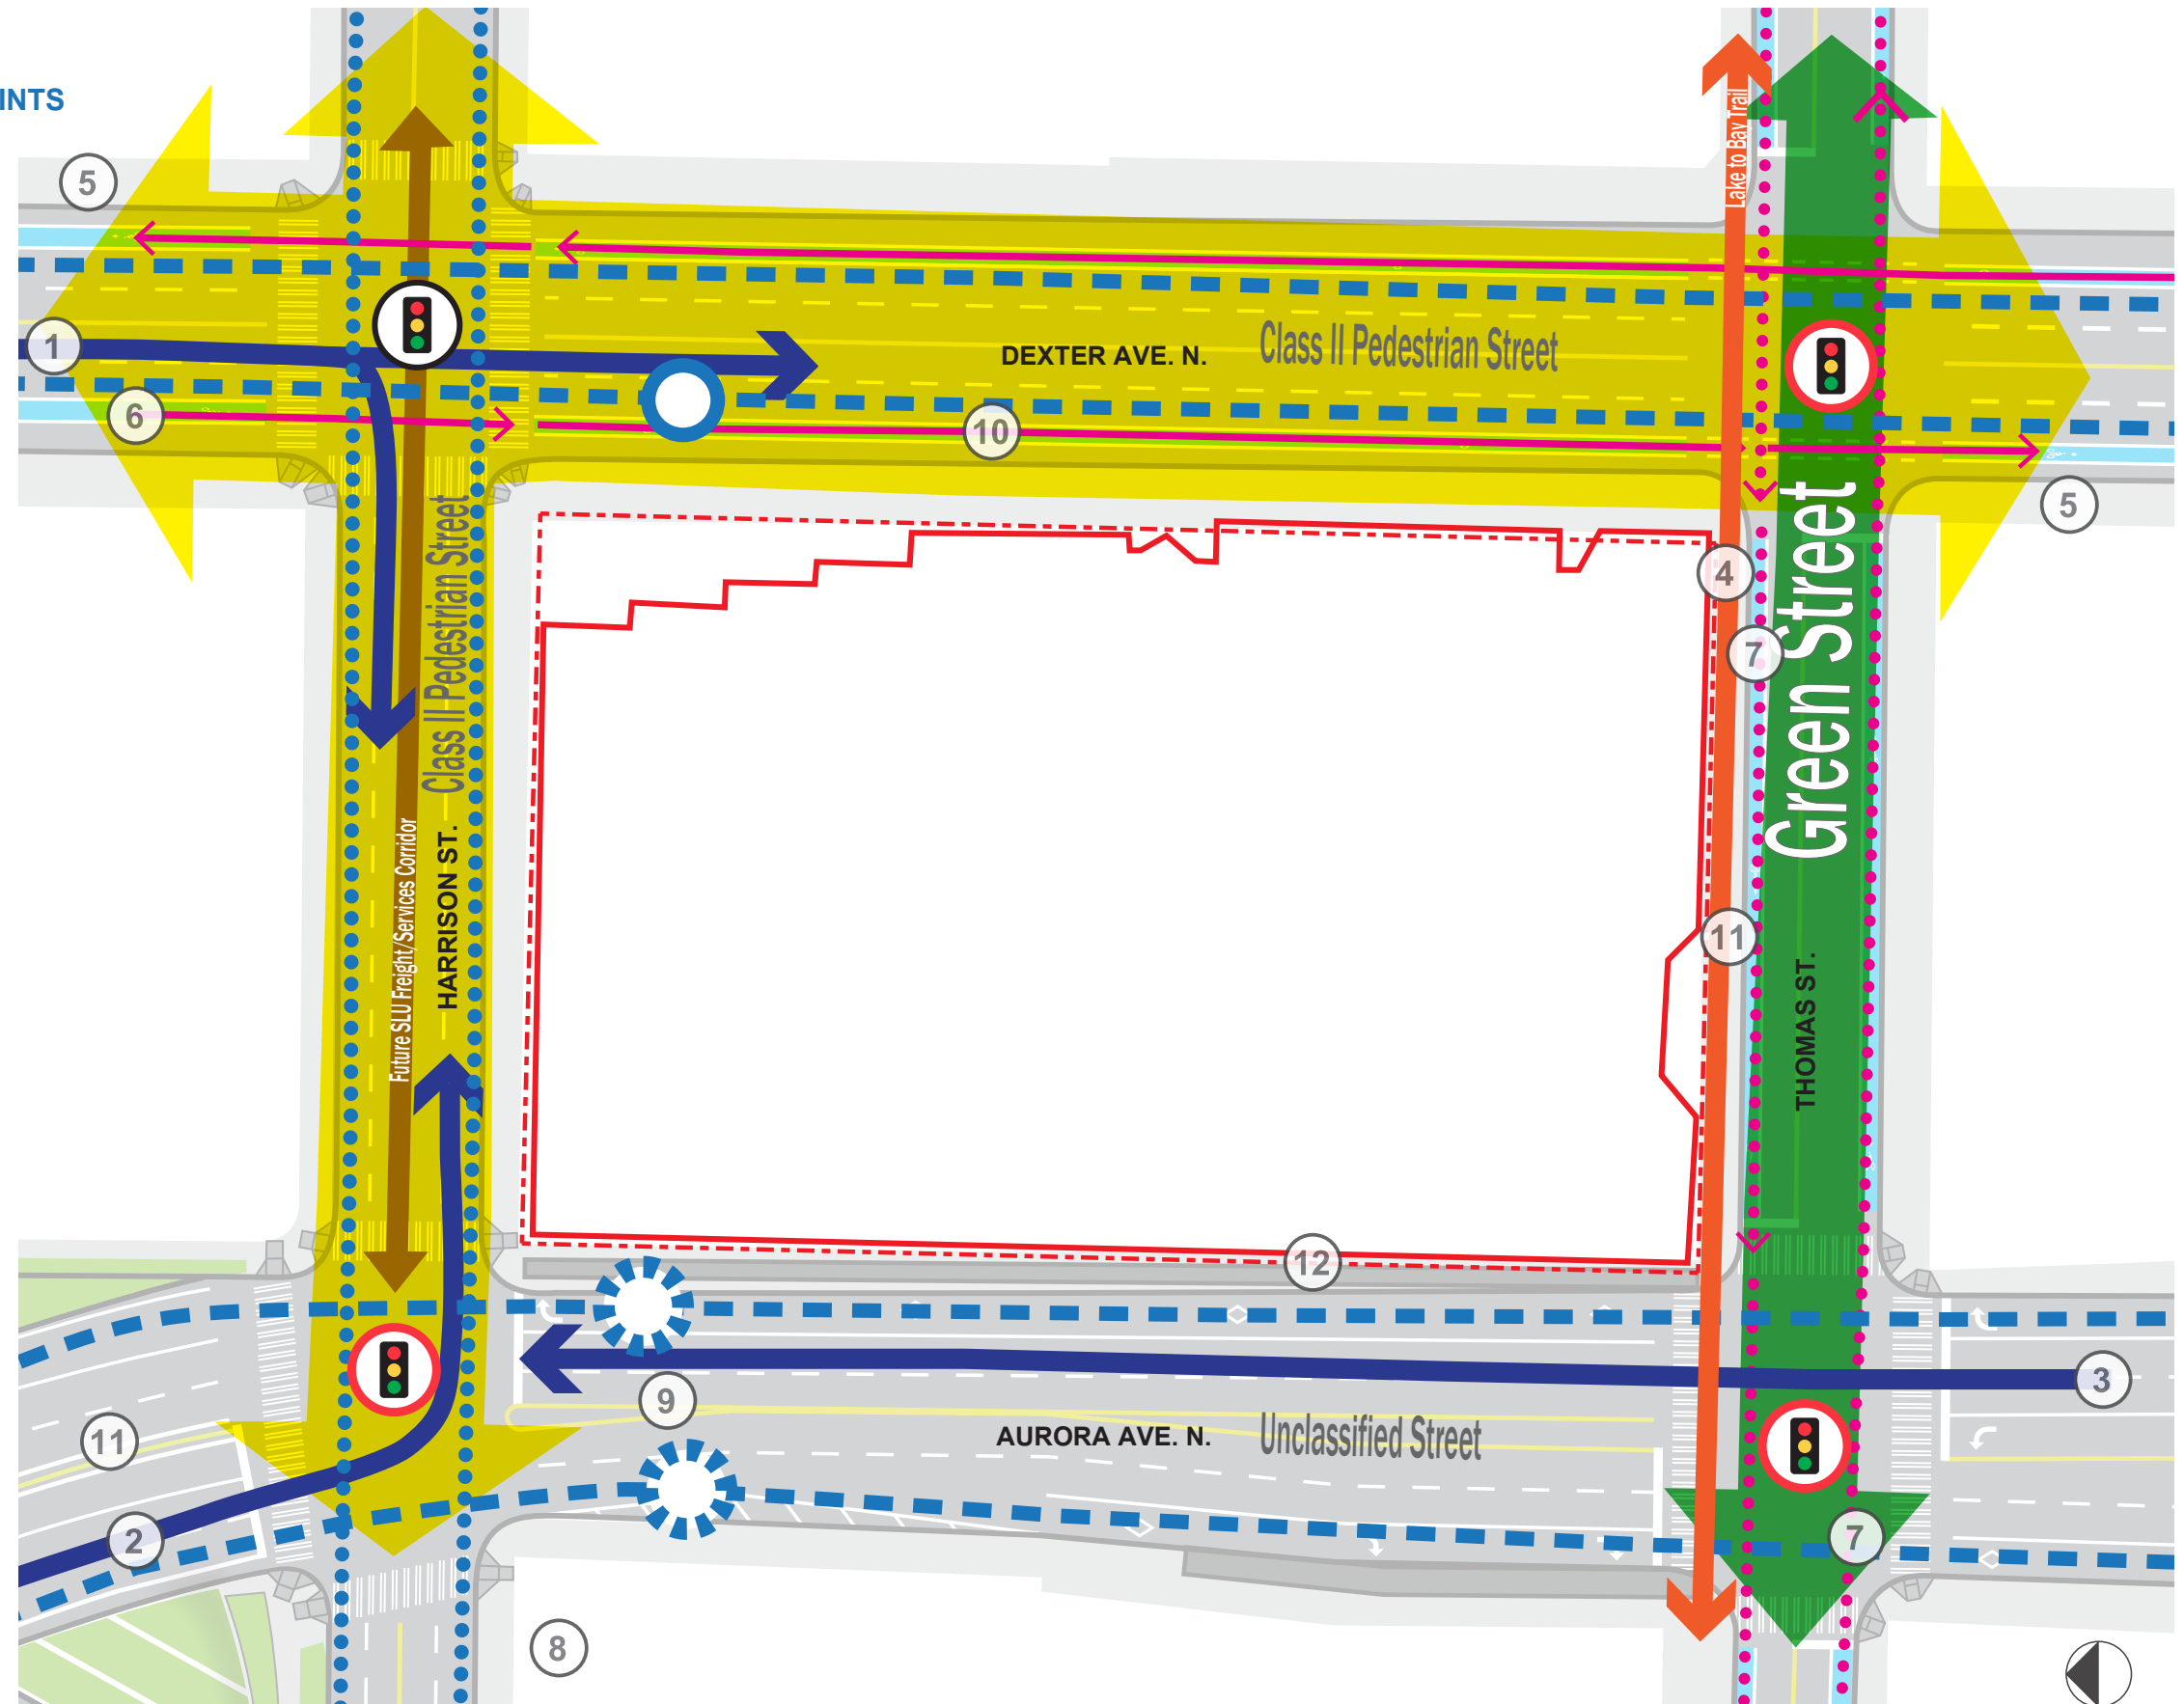 INTS
5
Lake to Bay Trail
1
DEXTER AVE. N.
Class II Pedestrian Street
6
10
5
Class II Pedestrian Street
4
7
Green Street
Future SLU Freight/Services Corridor
HARRISON ST.
11
THOMAS ST.
12
3
9
11
AURORA AVE. N.
Unclassified Street
2
7
8